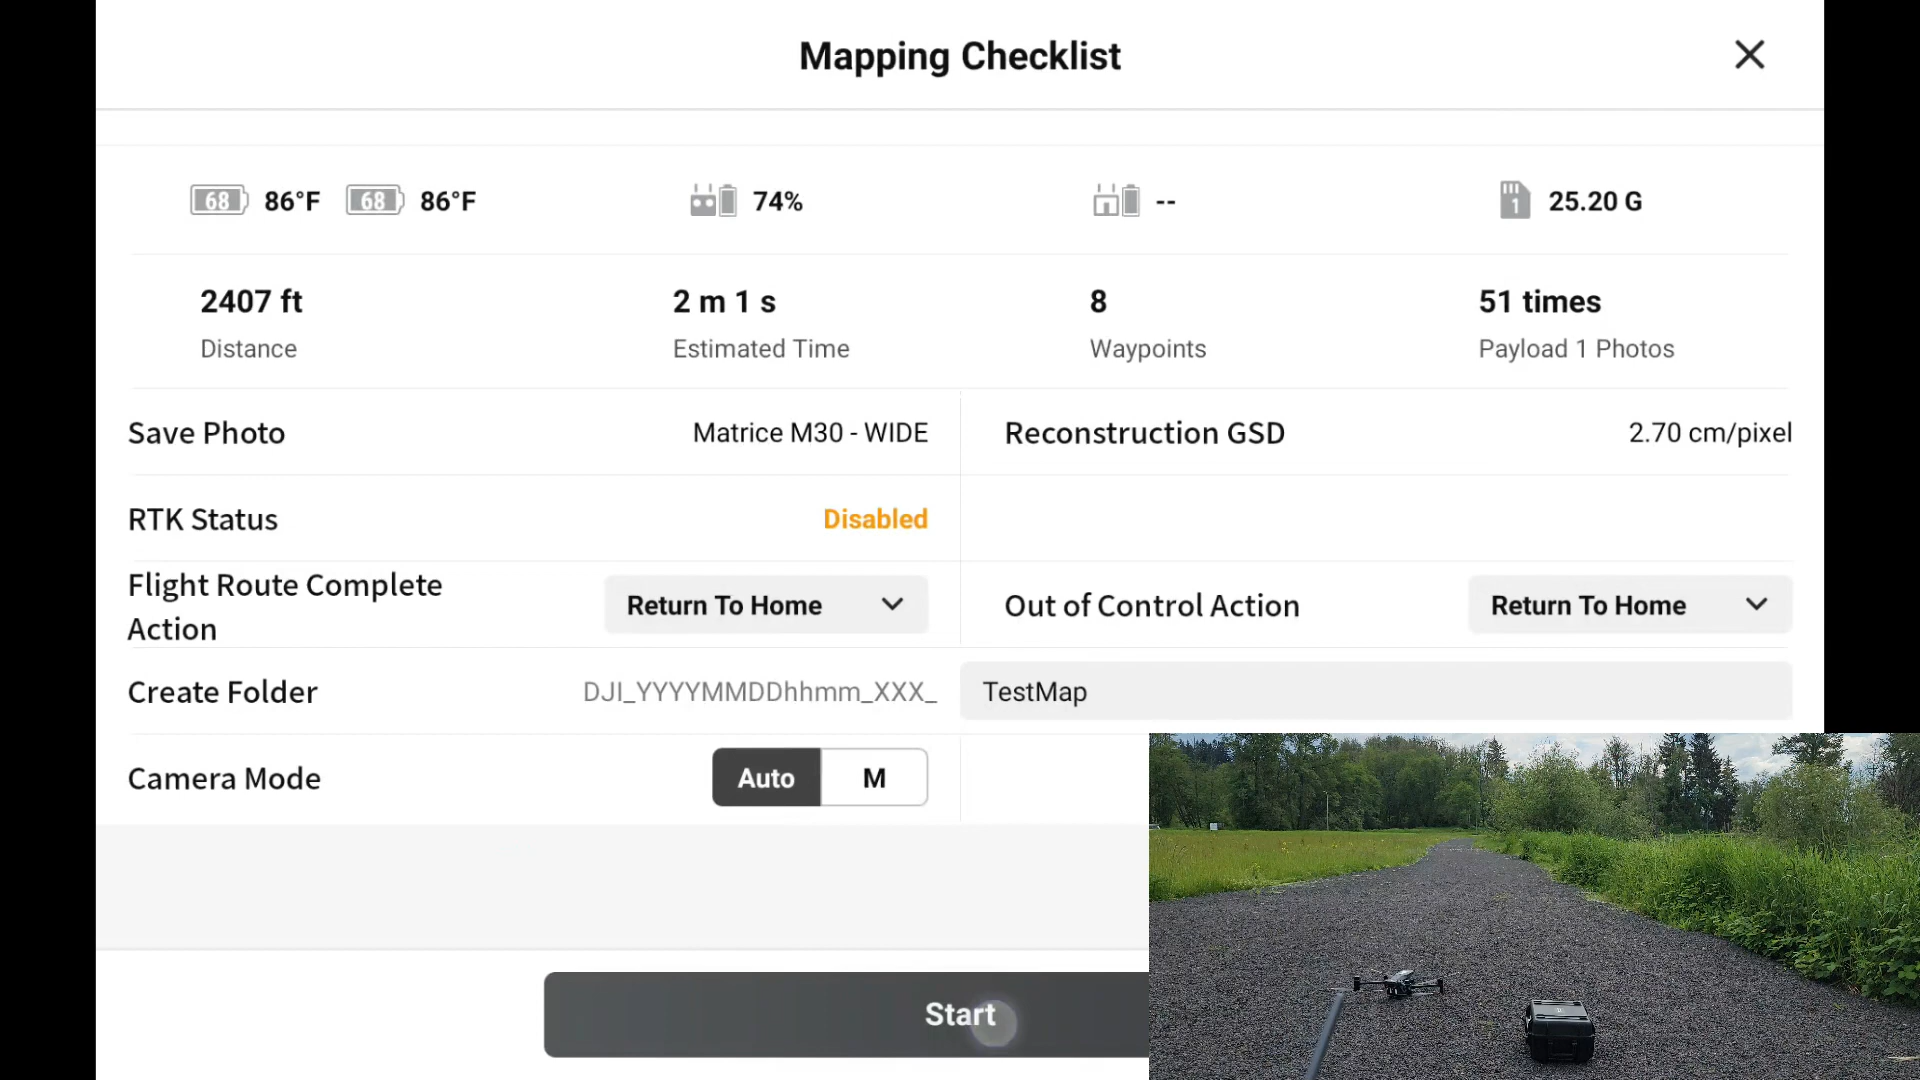 Mapping Checklist
68 86°F 68 86°F 74% -- 1 25.20 G
2407 ft 2 m 1 s 8 51 times
Distance Estimated Time Waypoints Payload 1 Photos
Save Photo Matrice M30 - WIDE Reconstruction GSD 2.70 cm/pixel
RTK Status Disabled
Flight Route Complete
Action
Return To Home Out of Control Action Return To Home
Create Folder DJI_YYYYMMDDhhmm_XXX_ TestMap
Camera Mode Auto M
Start